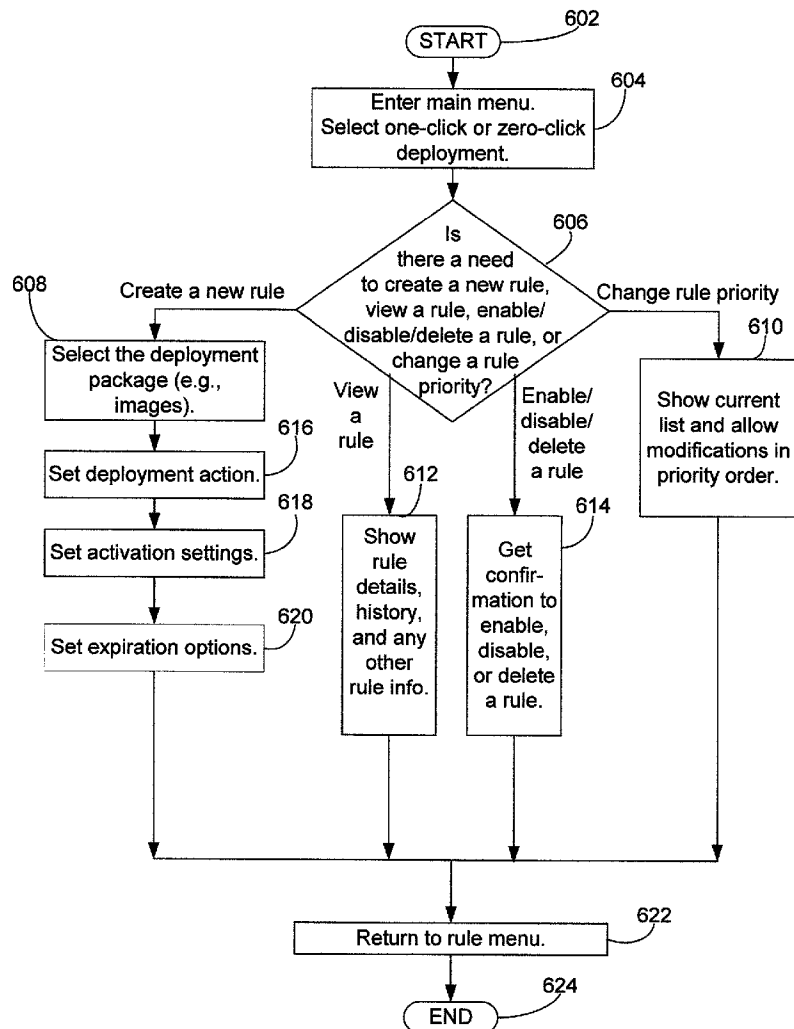 START
602
Enter main menu.
Select one-click or zero-click
deployment.
604
Is
there a need
to create a new rule,
view a rule, enable/
disable/delete a rule, or
change a rule
priority?
606
Create a new rule
Change rule priority
608
Select the deployment
package (e.g.,
images).
View
a
rule
Enable/
disable/
delete
a rule
610
Show current
list and allow
modifications in
priority order.
Set deployment action.
616
Set activation settings.
618
Set expiration options.
620
612
Show
rule
details,
history,
and any
other
rule info.
614
Get
confir-
mation to
enable,
disable,
or delete
a rule.
Return to rule menu.
622
END
624